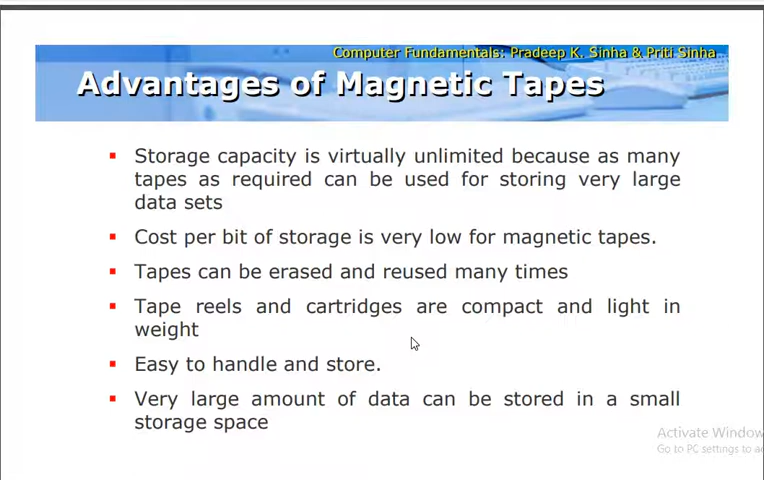 Computer Fundamentals: Pradeep K. Sinha & Priti Sinha
Advantages of Magnetic Tapes
Storage capacity is virtually unlimited because as many
tapes as required can be used for storing very large
data sets
Cost per bit of storage is very low for magnetic tapes.
Tapes can be erased and reused many times
Tape reels and cartridges are compact and light in
weight
Easy to handle and store.
Very large amount of data can be stored in a small
storage space
Activate Window
Go to PC settings to